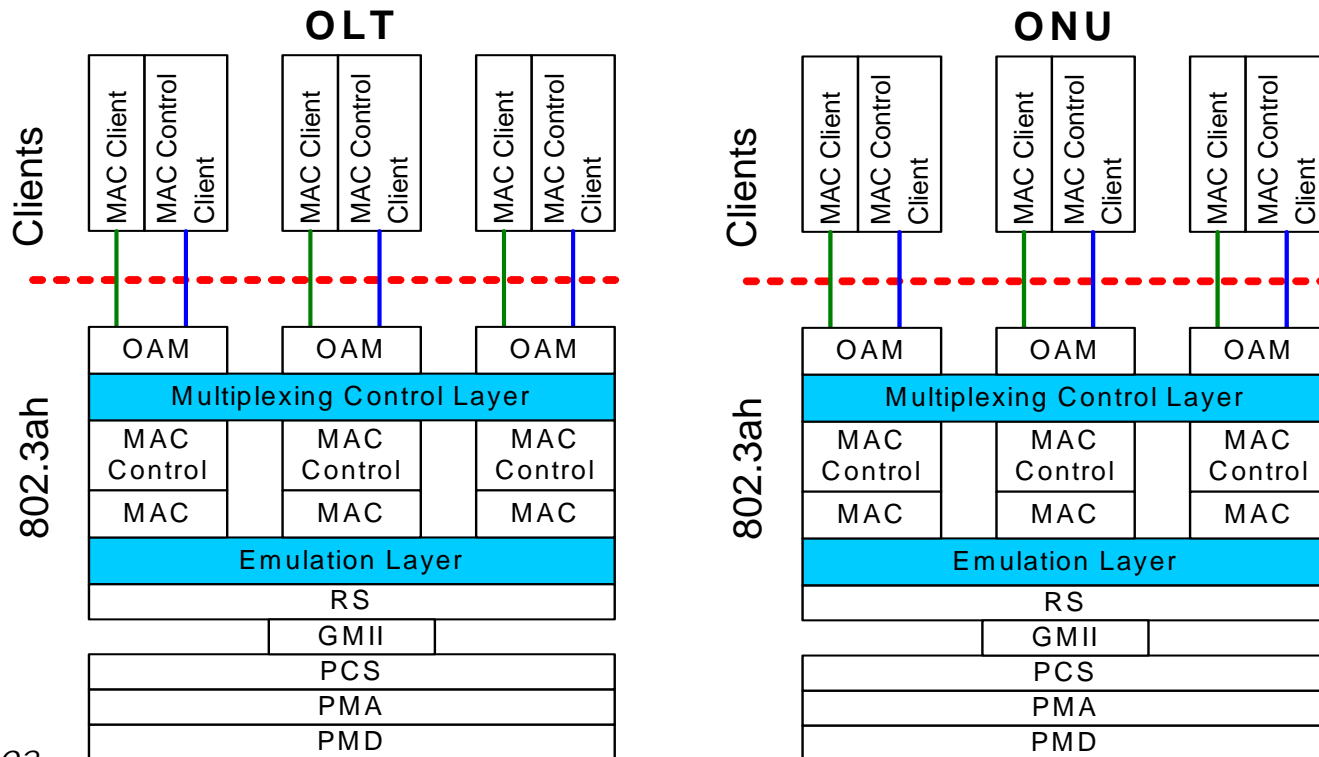 OLT
Clients
MAC Client
MAC Control
Client
MAC Client
MAC Control
Client
MAC Client
MAC Control
Client
802.3ah
OAM
OAM
OAM
Multiplexing Control Layer
MAC
Control
MAC
Control
MAC
Control
MAC
MAC
MAC
Emulation Layer
RS
GMII
PCS
PMA
PMD
ONU
Clients
MAC Client
MAC Control
Client
MAC Client
MAC Control
Client
MAC Client
MAC Control
Client
802.3ah
OAM
OAM
OAM
Multiplexing Control Layer
MAC
Control
MAC
Control
MAC
Control
MAC
MAC
MAC
Emulation Layer
RS
GMII
PCS
PMA
PMD